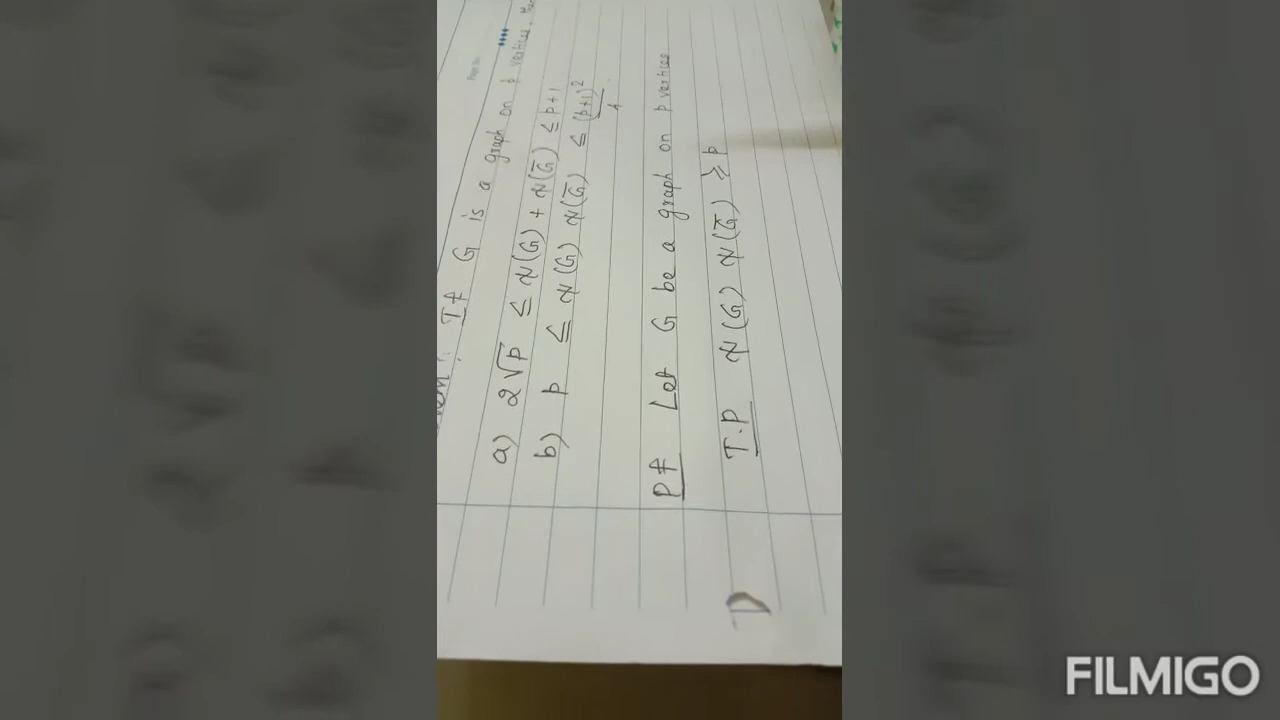 If G is a graph on p vertices,
a) 2√p ≤ χ(G) + χ(G̅) ≤ p+1
b) p ≤ χ(G) χ(G̅) ≤ (p+1)²/4
Pf Let G be a graph on p vertices
T.P χ(G) χ(G̅) ≥ p
FILMIGO